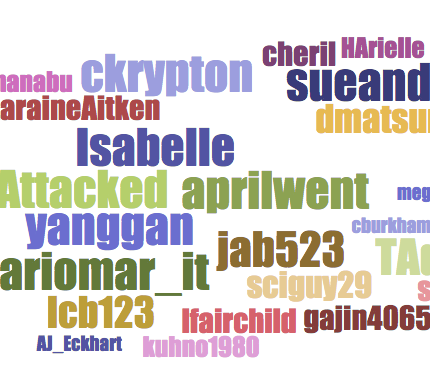 cheril HArielle
manabu ckrypton sueand
araineAitken dmatsu
Isabelle
Attacked aprilwent meg
yanggan cburkham
jab523 TAc
ariomar_it sciguy29 s
lcb123 lfairchild gajin4065
AJ_Eckhart kuhno1980